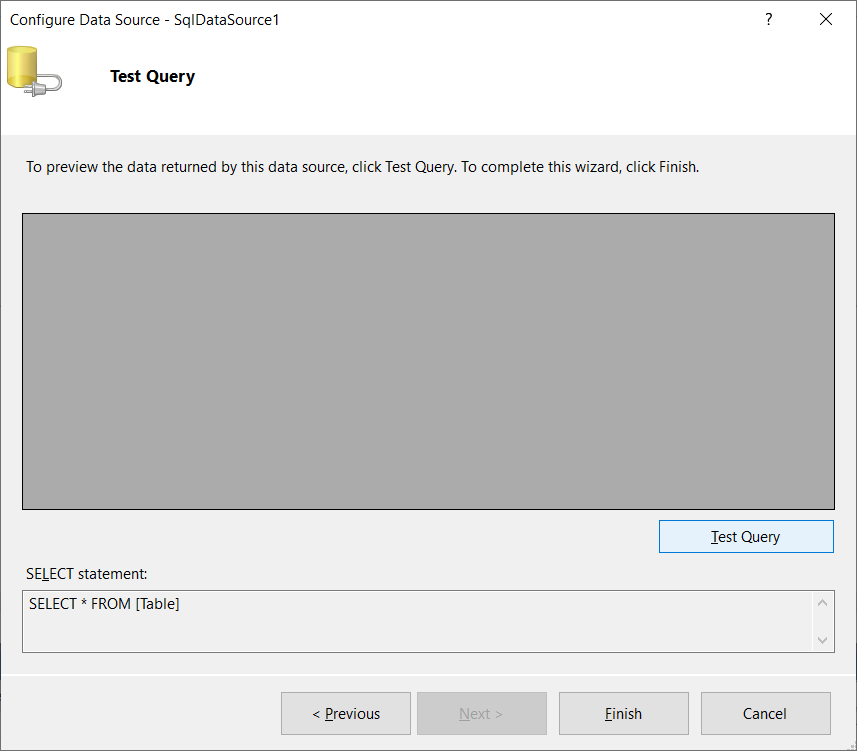 Configure Data Source - SqlDataSource1
?
Test Query
To preview the data returned by this data source, click Test Query. To complete this wizard, click Finish.
Test Query
SELECT statement:
SELECT * FROM [Table]
< Previous
Next >
Finish
Cancel